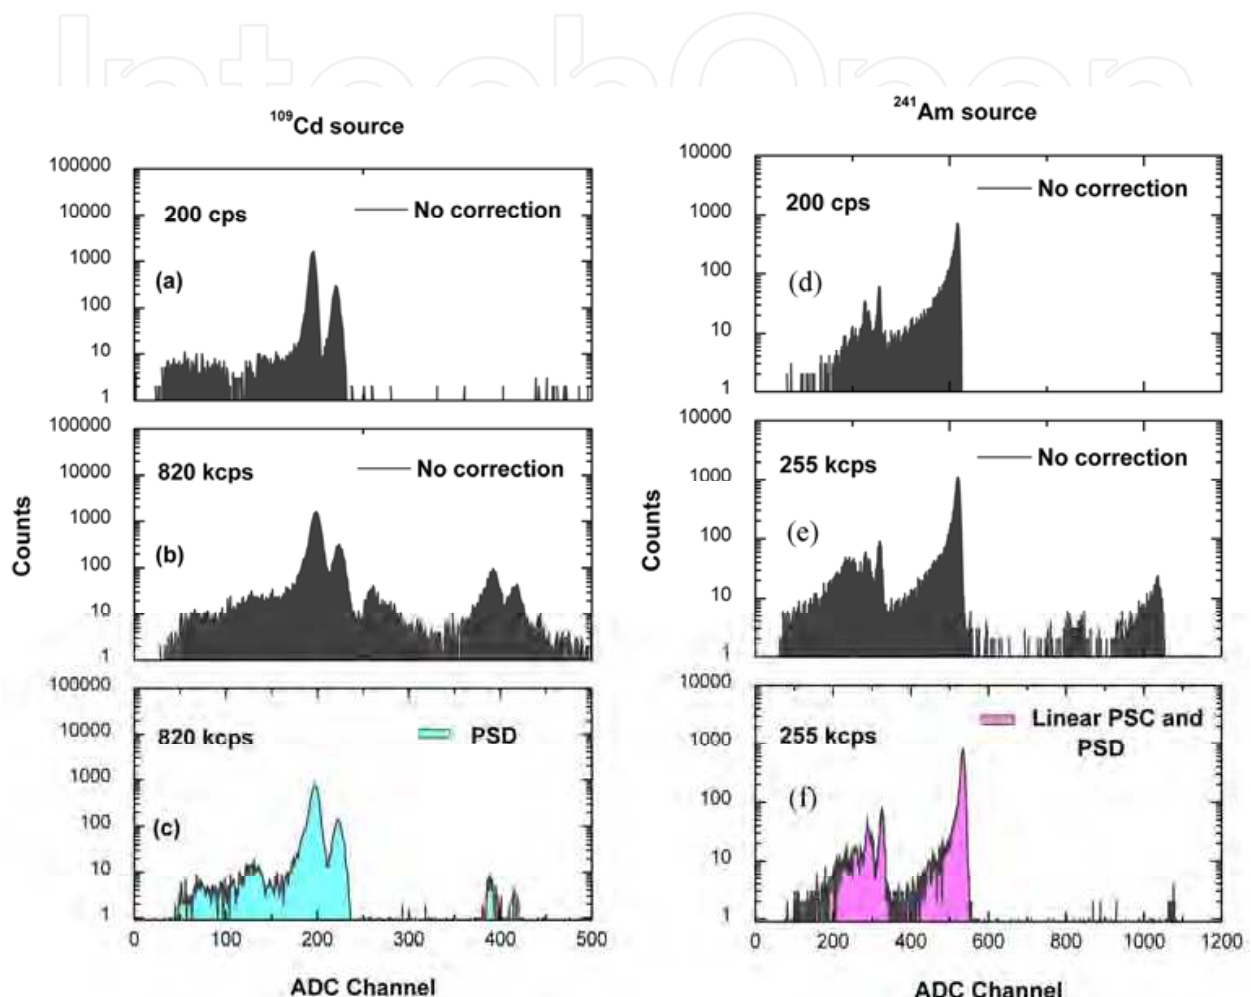 IntechOpen
¹⁰⁹Cd source
²⁴¹Am source
100000
10000
1000
100
10
1
200 cps
No correction
(a)
10000
1000
100
10
1
200 cps
No correction
(d)
100000
10000
1000
100
10
1
820 kcps
No correction
(b)
Counts
10000
1000
100
10
1
255 kcps
No correction
(e)
Counts
100000
10000
1000
100
10
1
820 kcps
PSD
(c)
0 100 200 300 400 500
ADC Channel
10000
1000
100
10
1
255 kcps
Linear PSC and
PSD
(f)
0 200 400 600 800 1000 1200
ADC Channel